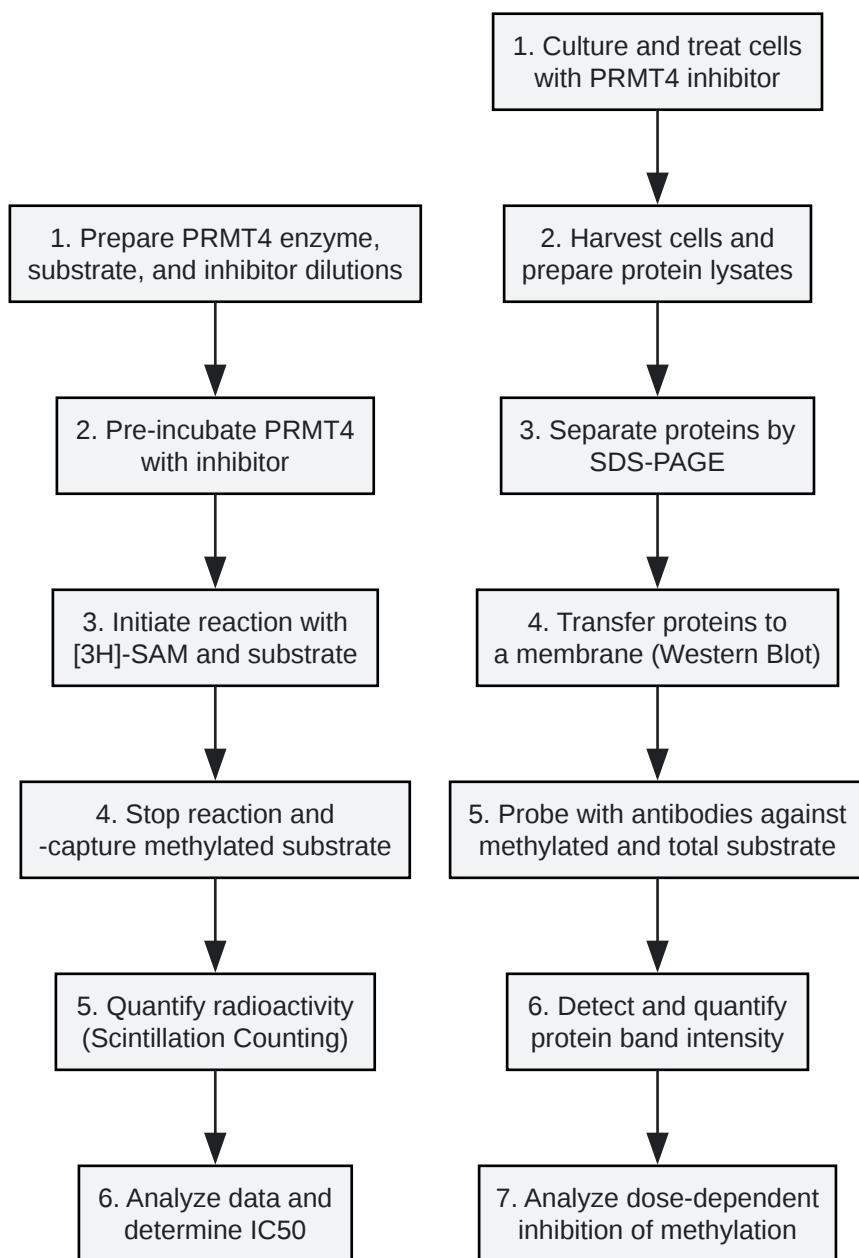 1. Prepare PRMT4 enzyme,
substrate, and inhibitor dilutions
2. Pre-incubate PRMT4
with inhibitor
3. Initiate reaction with
[3H]-SAM and substrate
4. Stop reaction and
-capture methylated substrate
5. Quantify radioactivity
(Scintillation Counting)
6. Analyze data and
determine IC50
1. Culture and treat cells
with PRMT4 inhibitor
2. Harvest cells and
prepare protein lysates
3. Separate proteins by
SDS-PAGE
4. Transfer proteins to
a membrane (Western Blot)
5. Probe with antibodies against
methylated and total substrate
6. Detect and quantify
protein band intensity
7. Analyze dose-dependent
inhibition of methylation